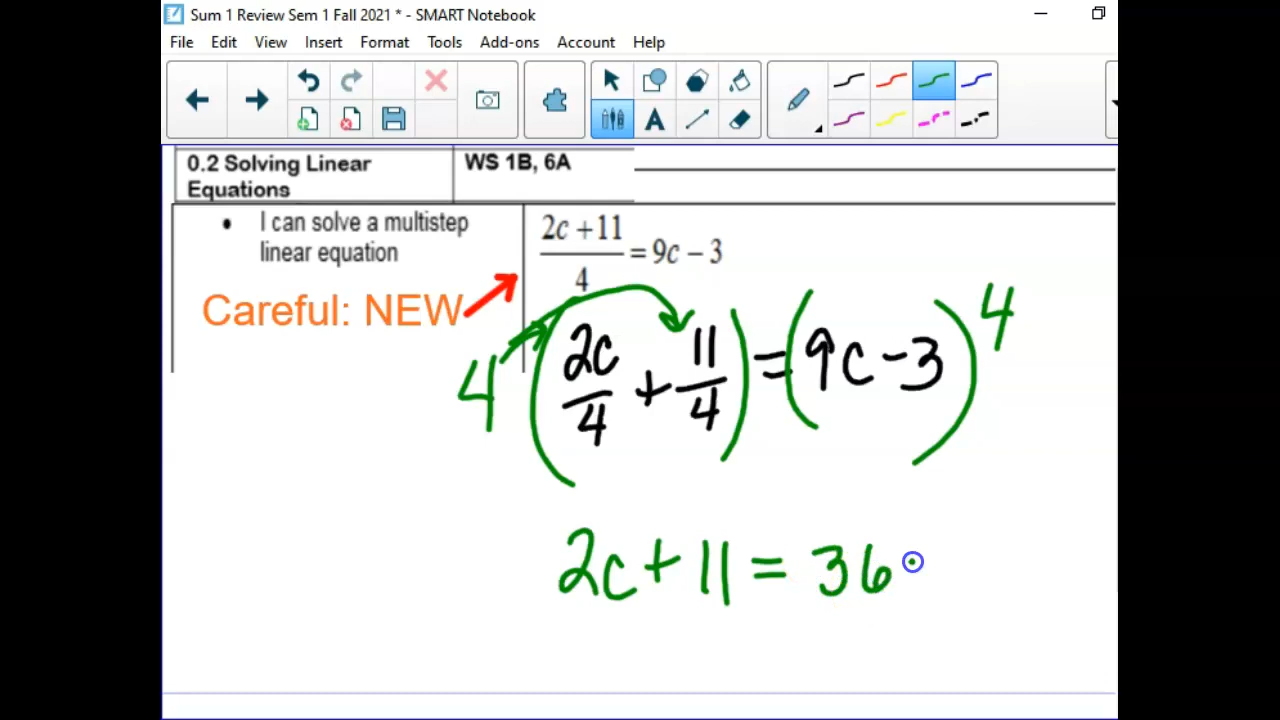 Sum 1 Review Sem 1 Fall 2021 * - SMART Notebook
File Edit View Insert Format Tools Add-ons Account Help
0.2 Solving Linear Equations
WS 1B, 6A
• I can solve a multistep
linear equation
Careful: NEW
(2c + 11)/4 = 9c − 3
4(2c/4 + 11/4) = (9c − 3)4
2c + 11 = 36